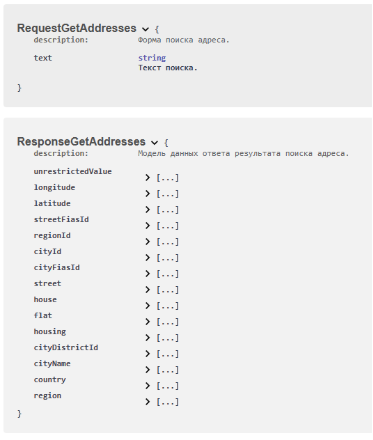 RequestGetAddresses {
description: Форма поиска адреса.
text string
Текст поиска.
}
ResponseGetAddresses {
description: Модель данных ответа результата поиска адреса.
unrestrictedValue [...]
longitude [...]
latitude [...]
streetFiasId [...]
regionId [...]
cityId [...]
cityFiasId [...]
street [...]
house [...]
flat [...]
housing [...]
cityDistrictId [...]
cityName [...]
country [...]
region [...]
}